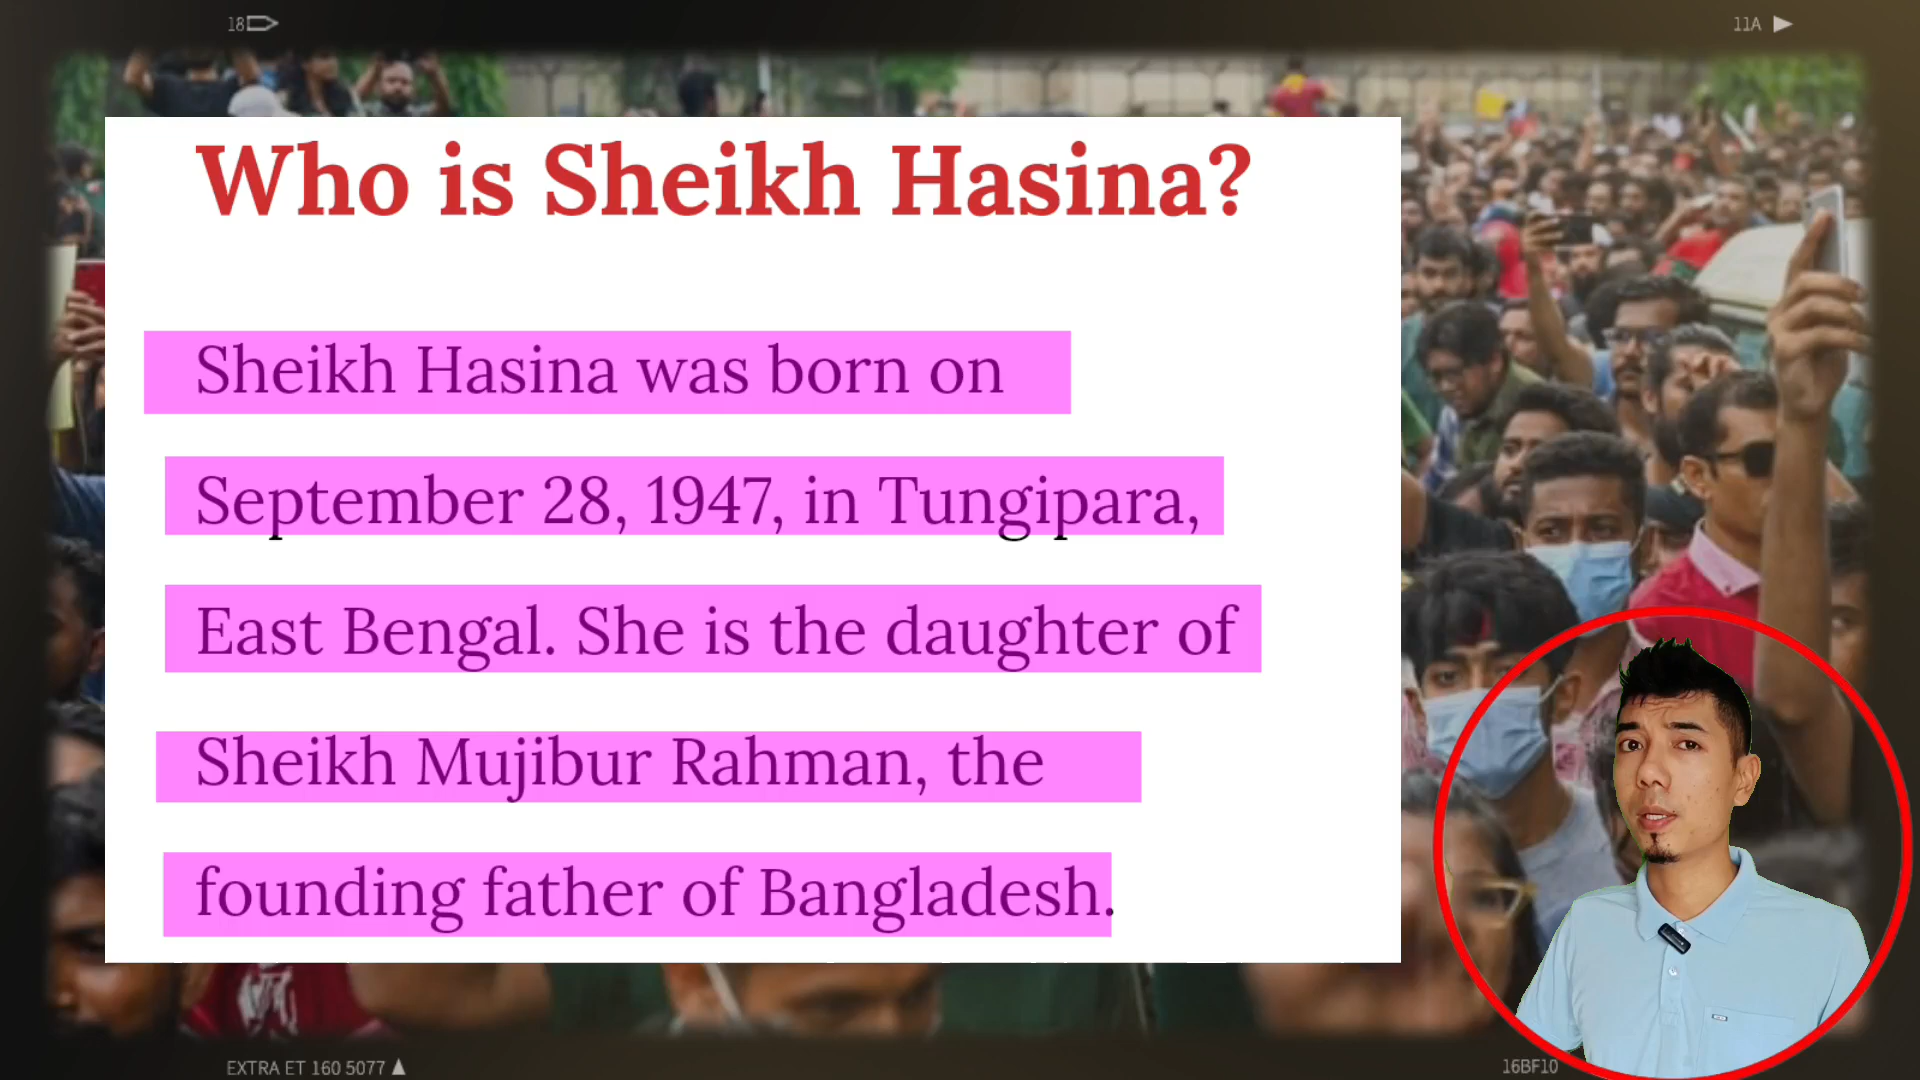 18
11A
Who is Sheikh Hasina?
Sheikh Hasina was born on
September 28, 1947, in Tungipara,
East Bengal. She is the daughter of
Sheikh Mujibur Rahman, the
founding father of Bangladesh.
EXTRA ET 160 5077
16BF10